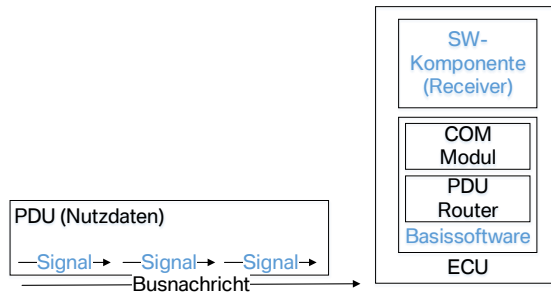 SW-
Komponente
(Receiver)
COM
Modul
PDU
Router
Basissoftware
ECU
PDU (Nutzdaten)
Signal Signal Signal
Busnachricht